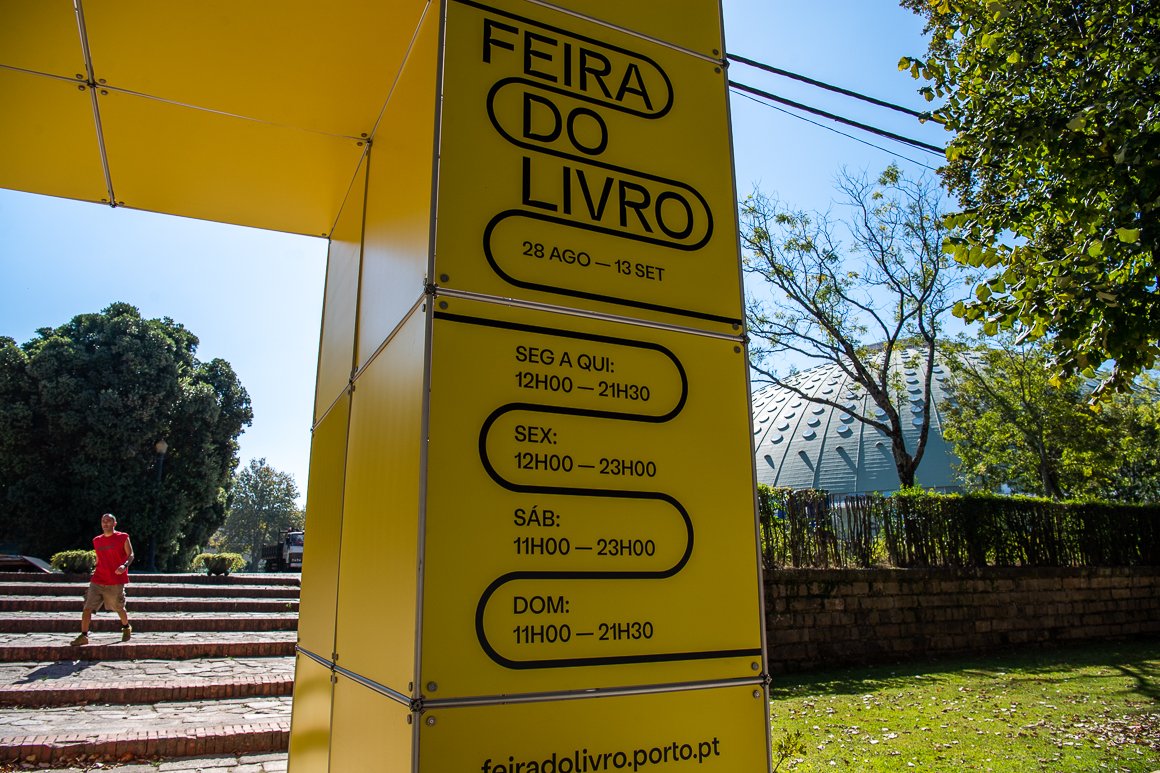 FEIRA
DO
LIVRO
28 AGO — 13 SET
SEG A QUI:
12H00 — 21H30
SEX:
12H00 — 23H00
SÁB:
11H00 — 23H00
DOM:
11H00 — 21H30
feiradolivro.porto.pt